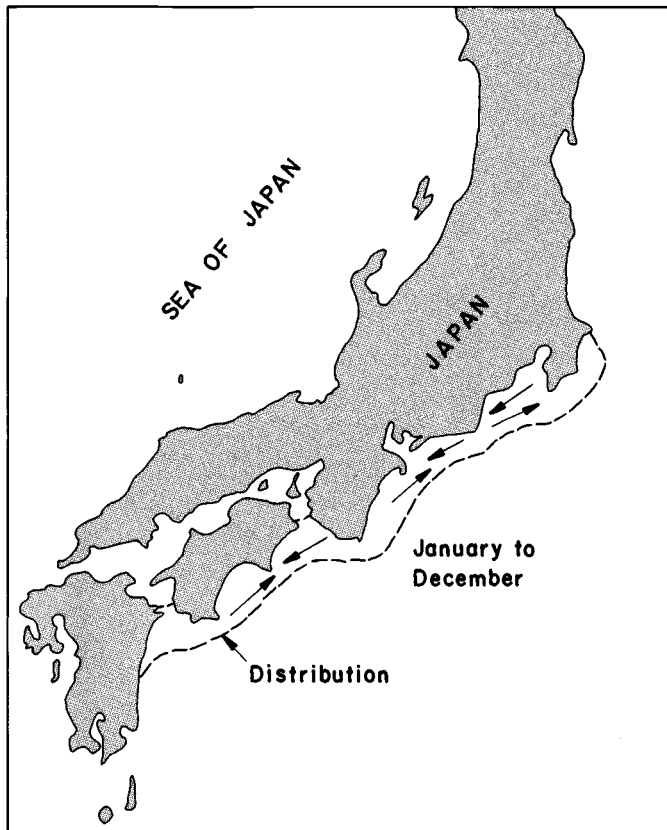 SEA OF JAPAN
JAPAN
January to
December
Distribution